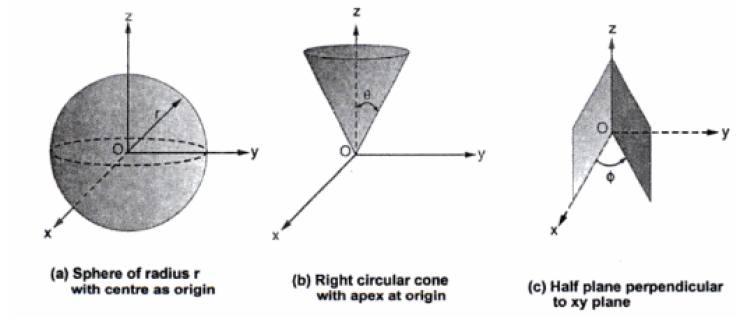 z
r
O
y
x
(a) Sphere of radius r
with centre as origin
z
θ
O
y
x
(b) Right circular cone
with apex at origin
z
O
y
ϕ
x
(c) Half plane perpendicular
to xy plane